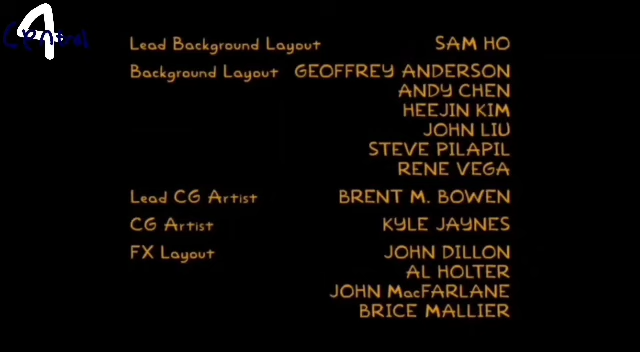 4
Lead Background Layout SAM HO
Background Layout GEOFFREY ANDERSON
ANDY CHEN
HEEJIN KIM
JOHN LIU
STEVE PILAPIL
RENE VEGA
Lead CG Artist BRENT M. BOWEN
CG Artist KYLE JAYNES
FX Layout JOHN DILLON
AL HOLTER
JOHN MacFARLANE
BRICE MALLIER